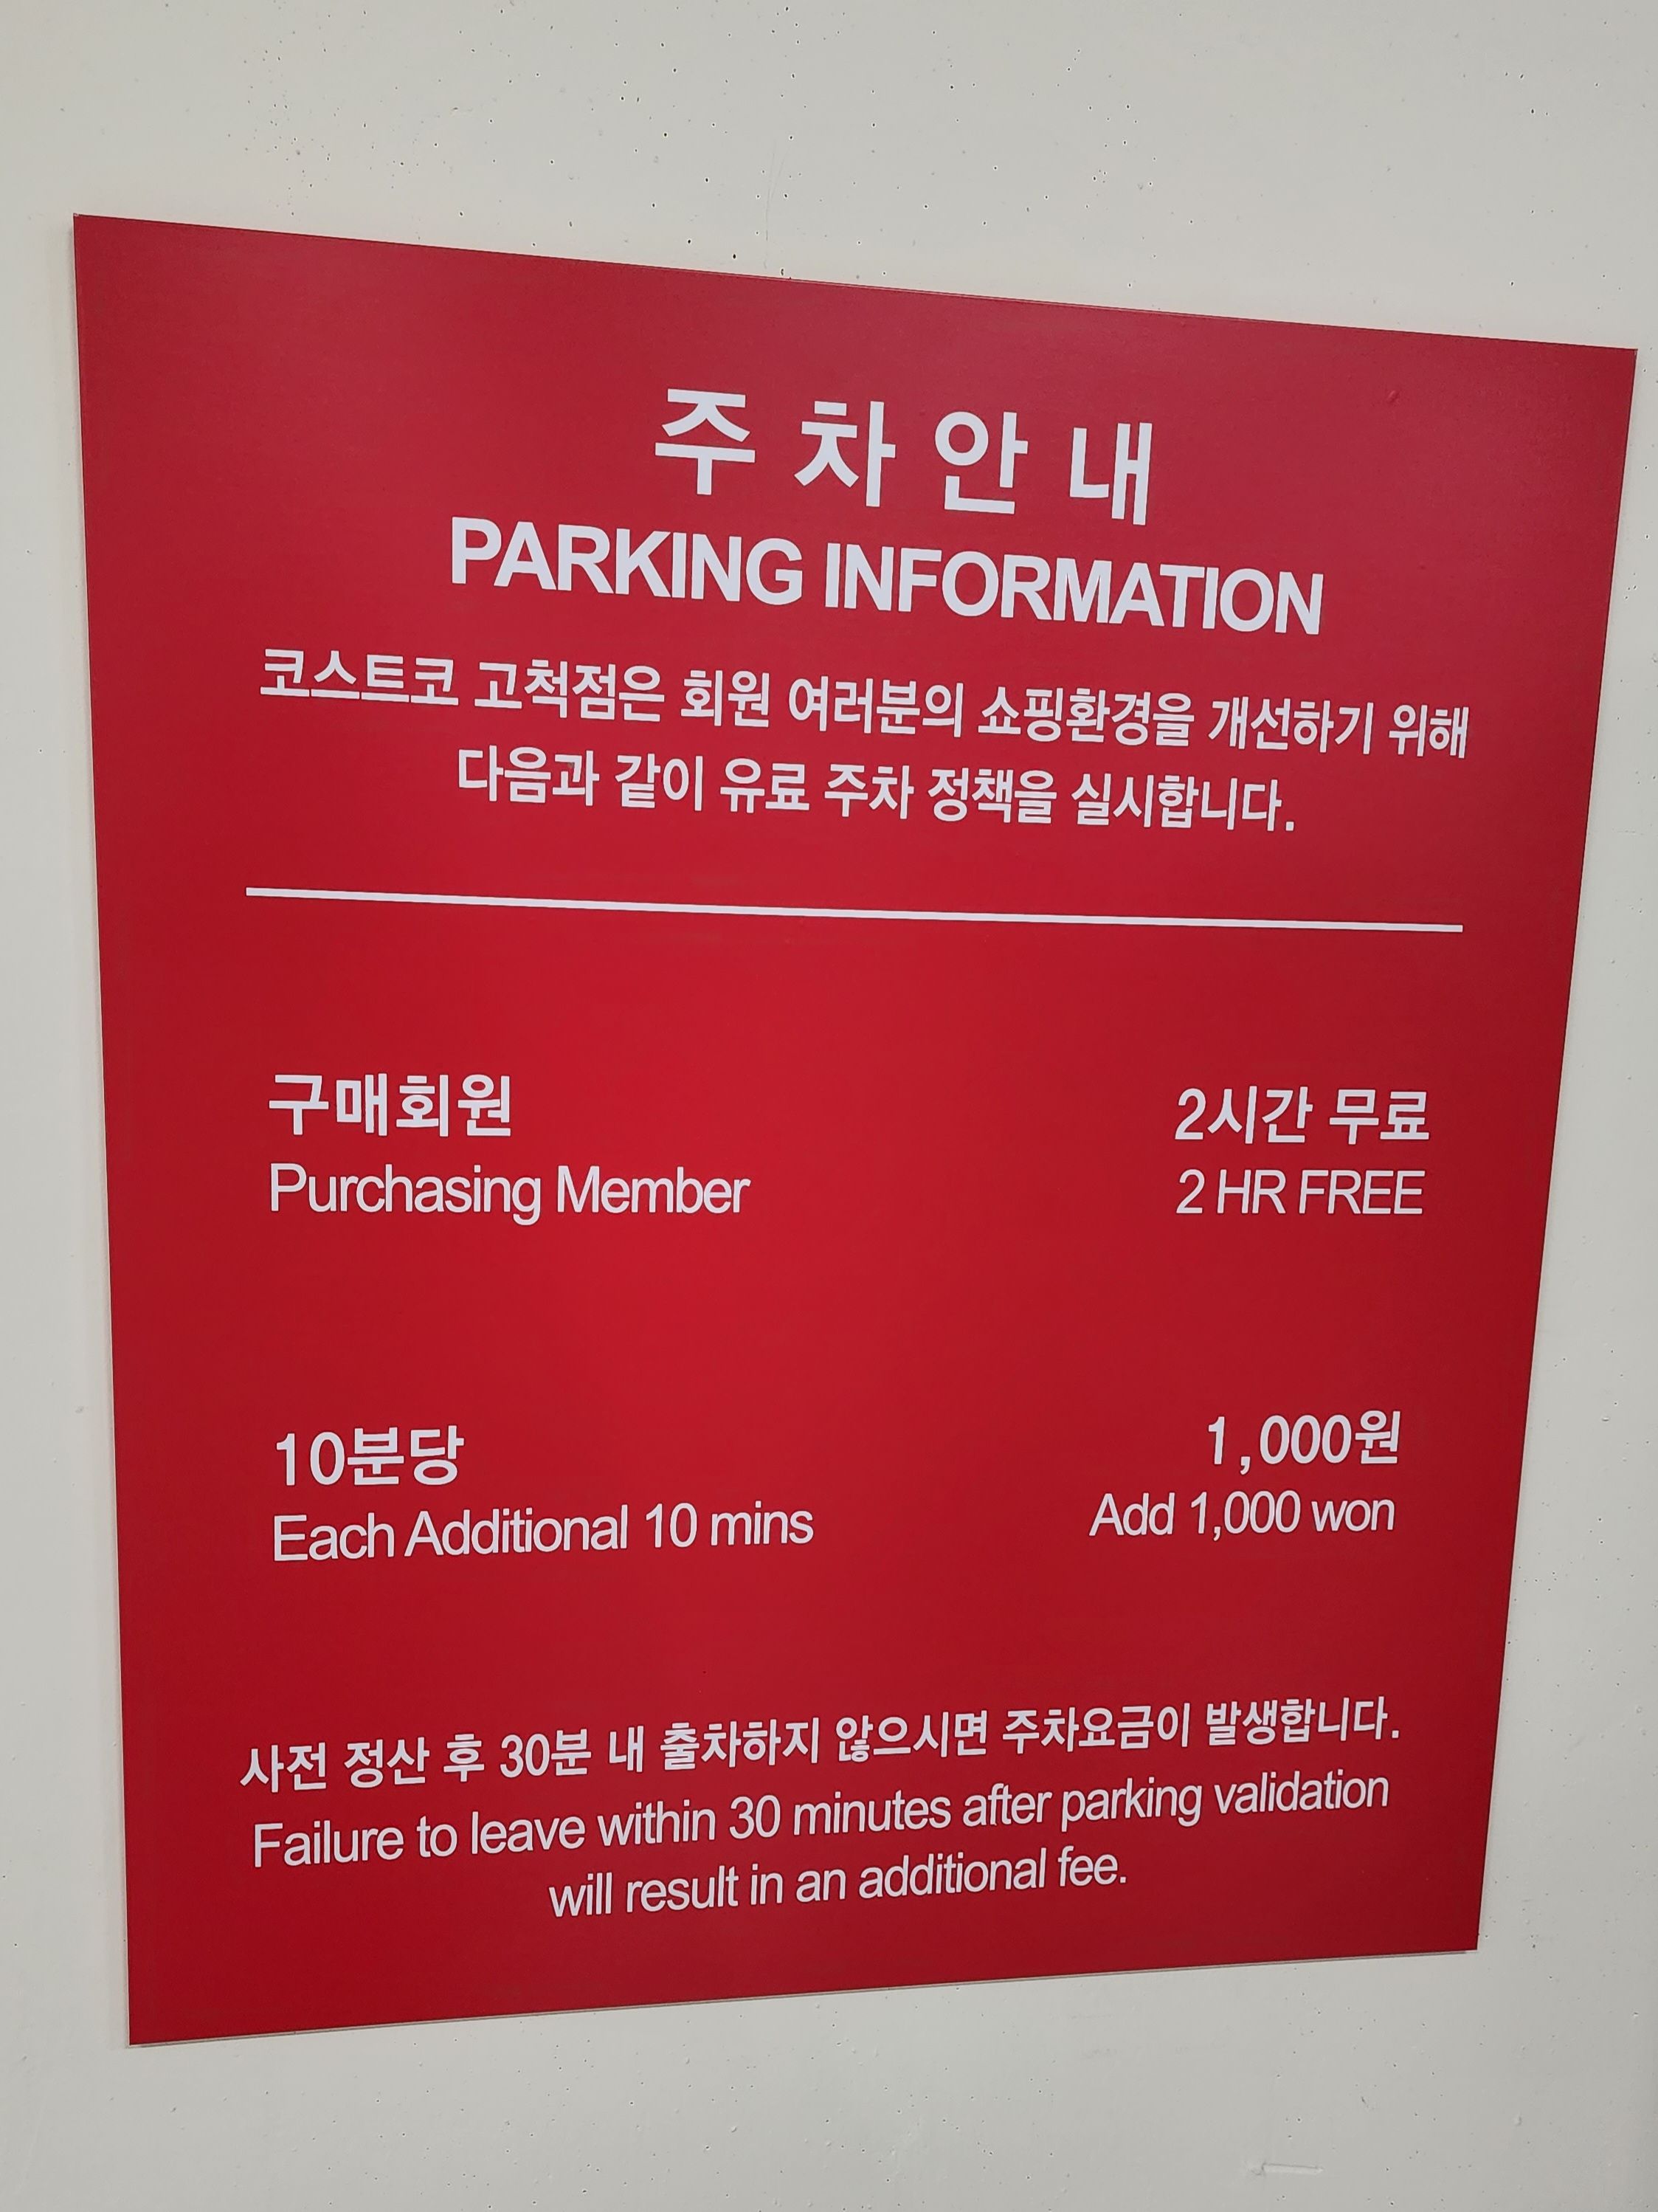 주차안내
PARKING INFORMATION
코스트코 고척점은 회원 여러분의 쇼핑환경을 개선하기 위해
다음과 같이 유료 주차 정책을 실시합니다.
구매회원 2시간 무료
Purchasing Member 2 HR FREE
10분당 1,000원
Each Additional 10 mins Add 1,000 won
사전 정산 후 30분 내 출차하지 않으시면 주차요금이 발생합니다.
Failure to leave within 30 minutes after parking validation
will result in an additional fee.